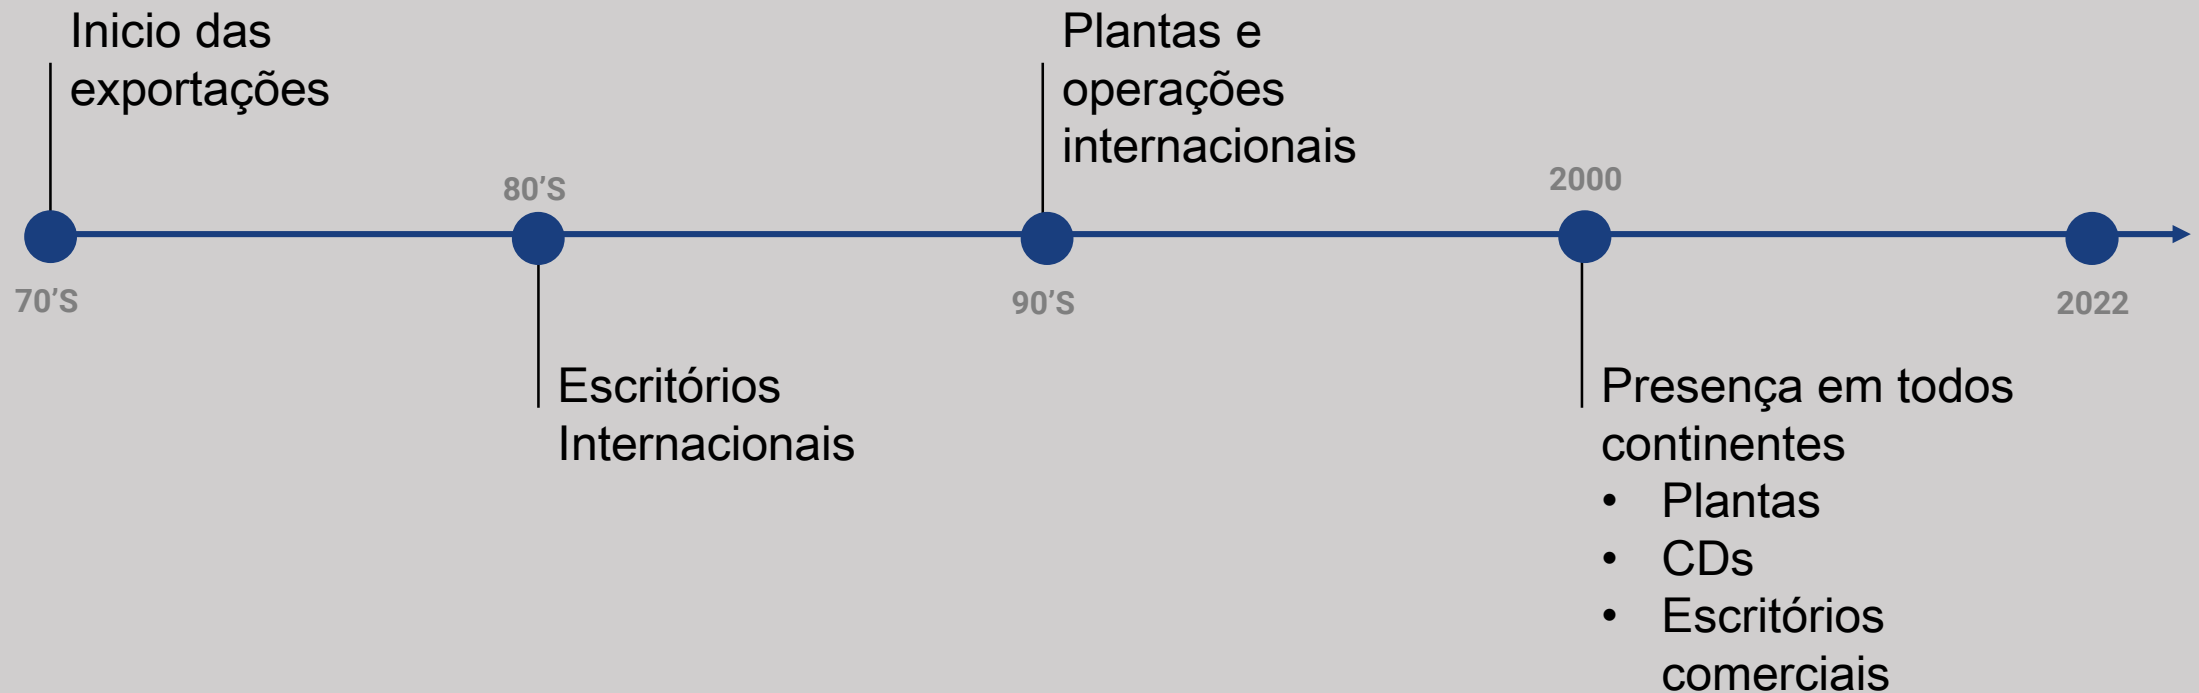 Inicio das
exportações
70’S
80’S
Escritórios
Internacionais
Plantas e
operações
internacionais
90’S
2000
Presença em todos
continentes
• Plantas
• CDs
• Escritórios
comerciais
2022